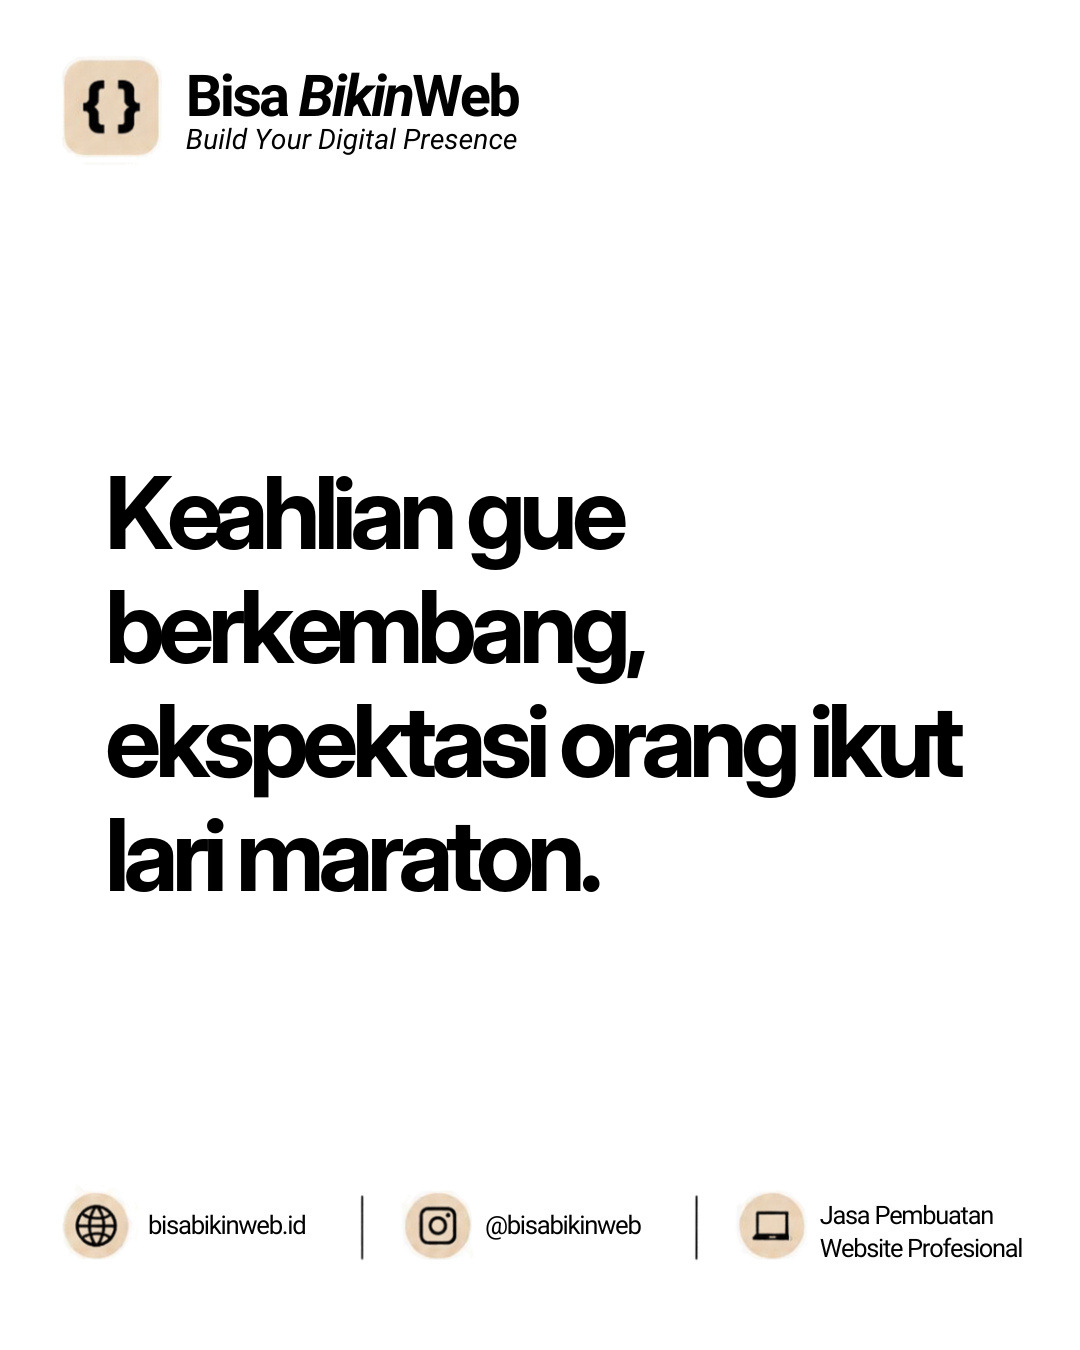 { }
Bisa BikinWeb
Build Your Digital Presence
Keahlian gue
berkembang,
ekspektasi orang ikut
lari maraton.
bisabikinweb.id
@bisabikinweb
Jasa Pembuatan
Website Profesional